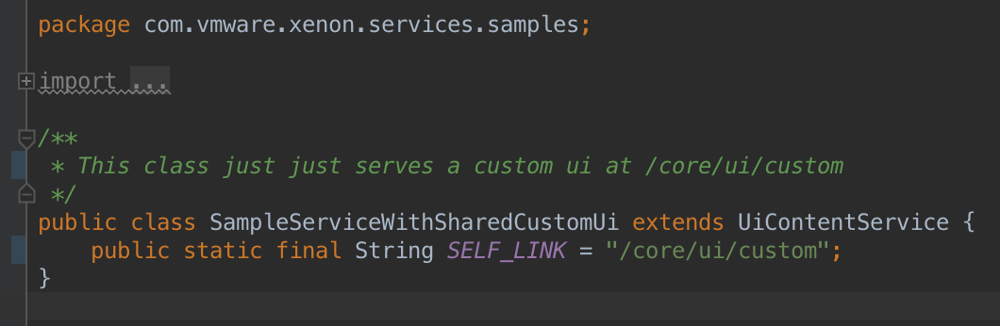 package com.vmware.xenon.services.samples;
import ...
/**
* This class just just serves a custom ui at /core/ui/custom
*/
public class SampleServiceWithSharedCustomUi extends UiContentService {
public static final String SELF_LINK = "/core/ui/custom";
}